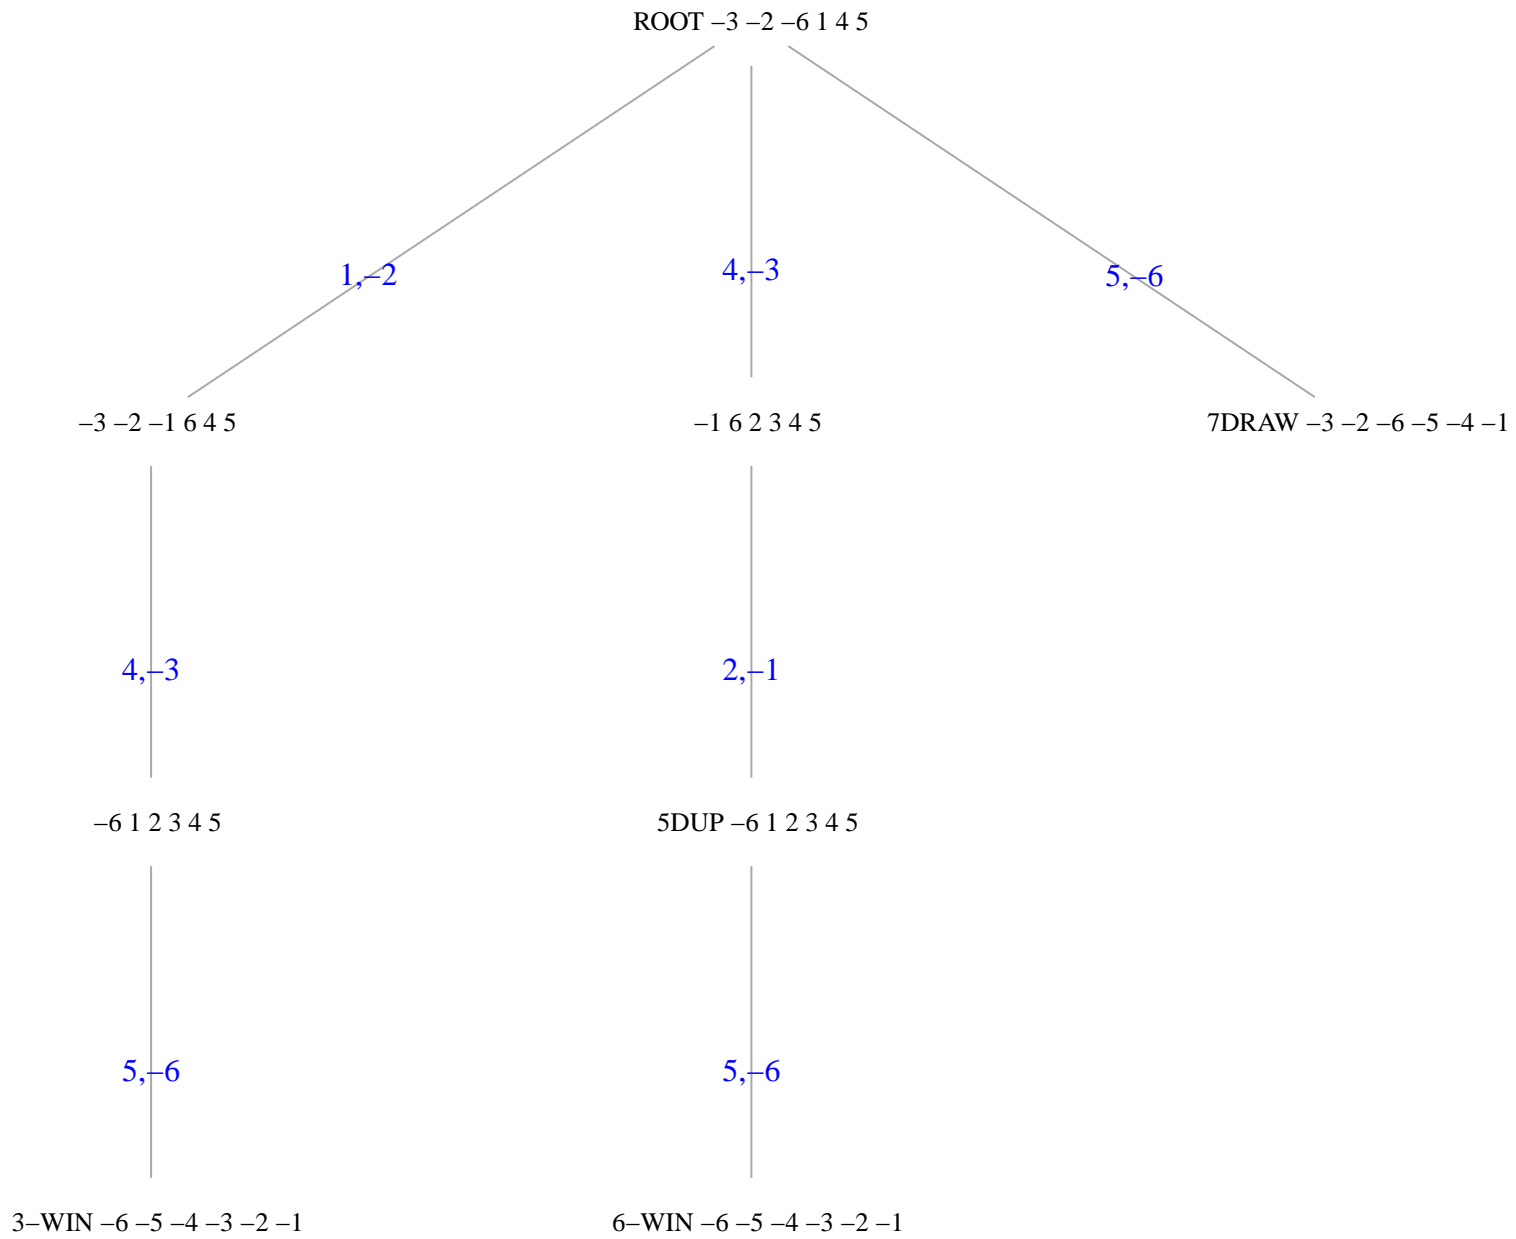 ROOT –3 –2 –6 1 4 5
1,–2
4,–3
5,–6
–3 –2 –1 6 4 5
–1 6 2 3 4 5
7DRAW –3 –2 –6 –5 –4 –1
4,–3
2,–1
–6 1 2 3 4 5
5DUP –6 1 2 3 4 5
5,–6
5,–6
3–WIN –6 –5 –4 –3 –2 –1
6–WIN –6 –5 –4 –3 –2 –1